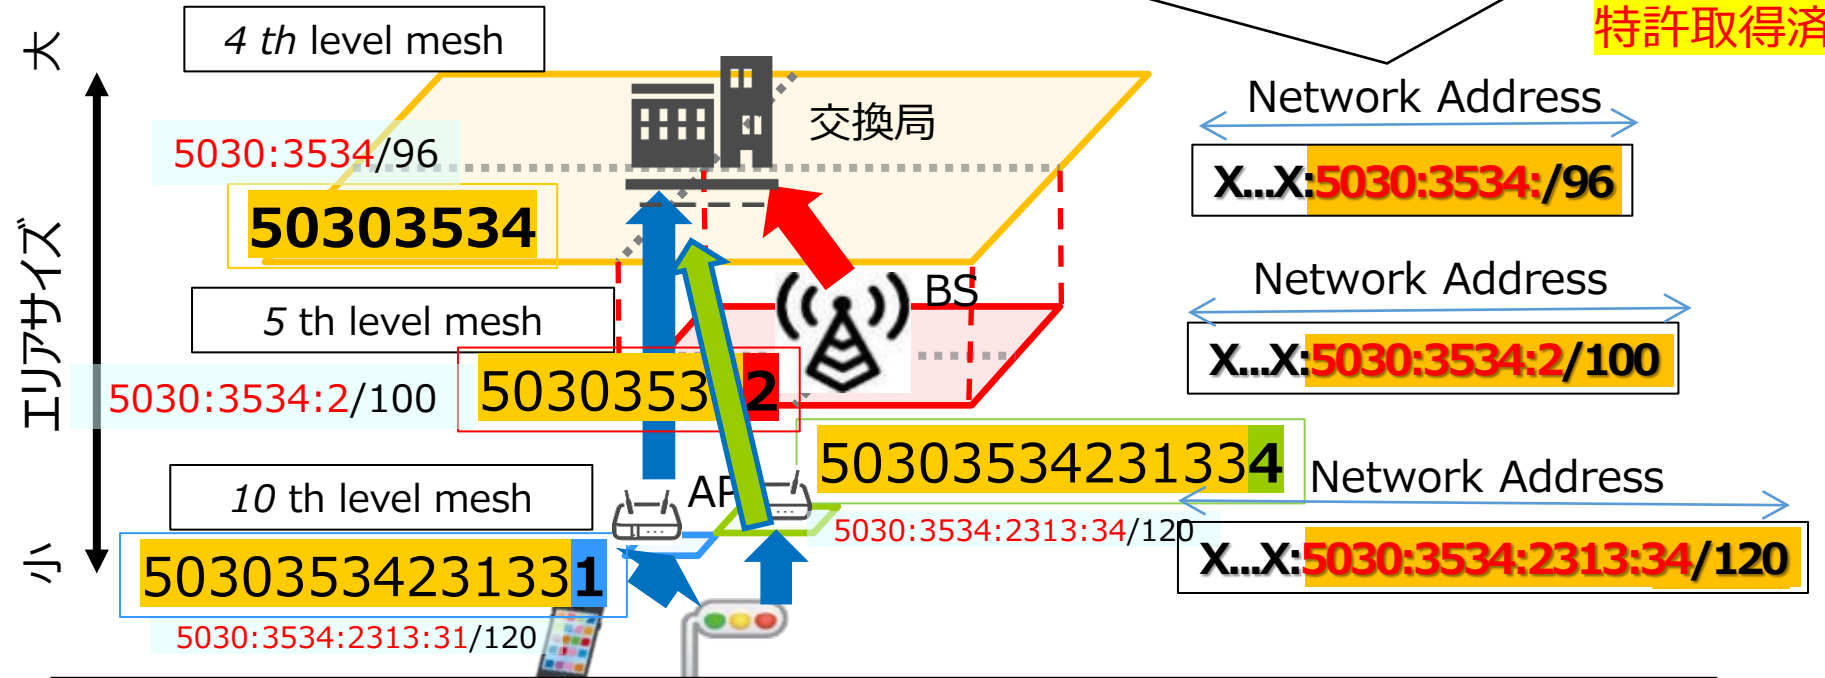 特許取得済
大
4 th level mesh
Network Address
交換局
5030:3534/96
X...X:5030:3534:/96
50303534
エリアサイズ
BS
Network Address
5 th level mesh
X...X:5030:3534:2/100
5030353 2
5030:3534:2/100
50303534231334
Network Address
10 th level mesh
AP
5030:3534:2313:34/120
X...X:5030:3534:2313:34/120
小
50303534231331
5030:3534:2313:31/120